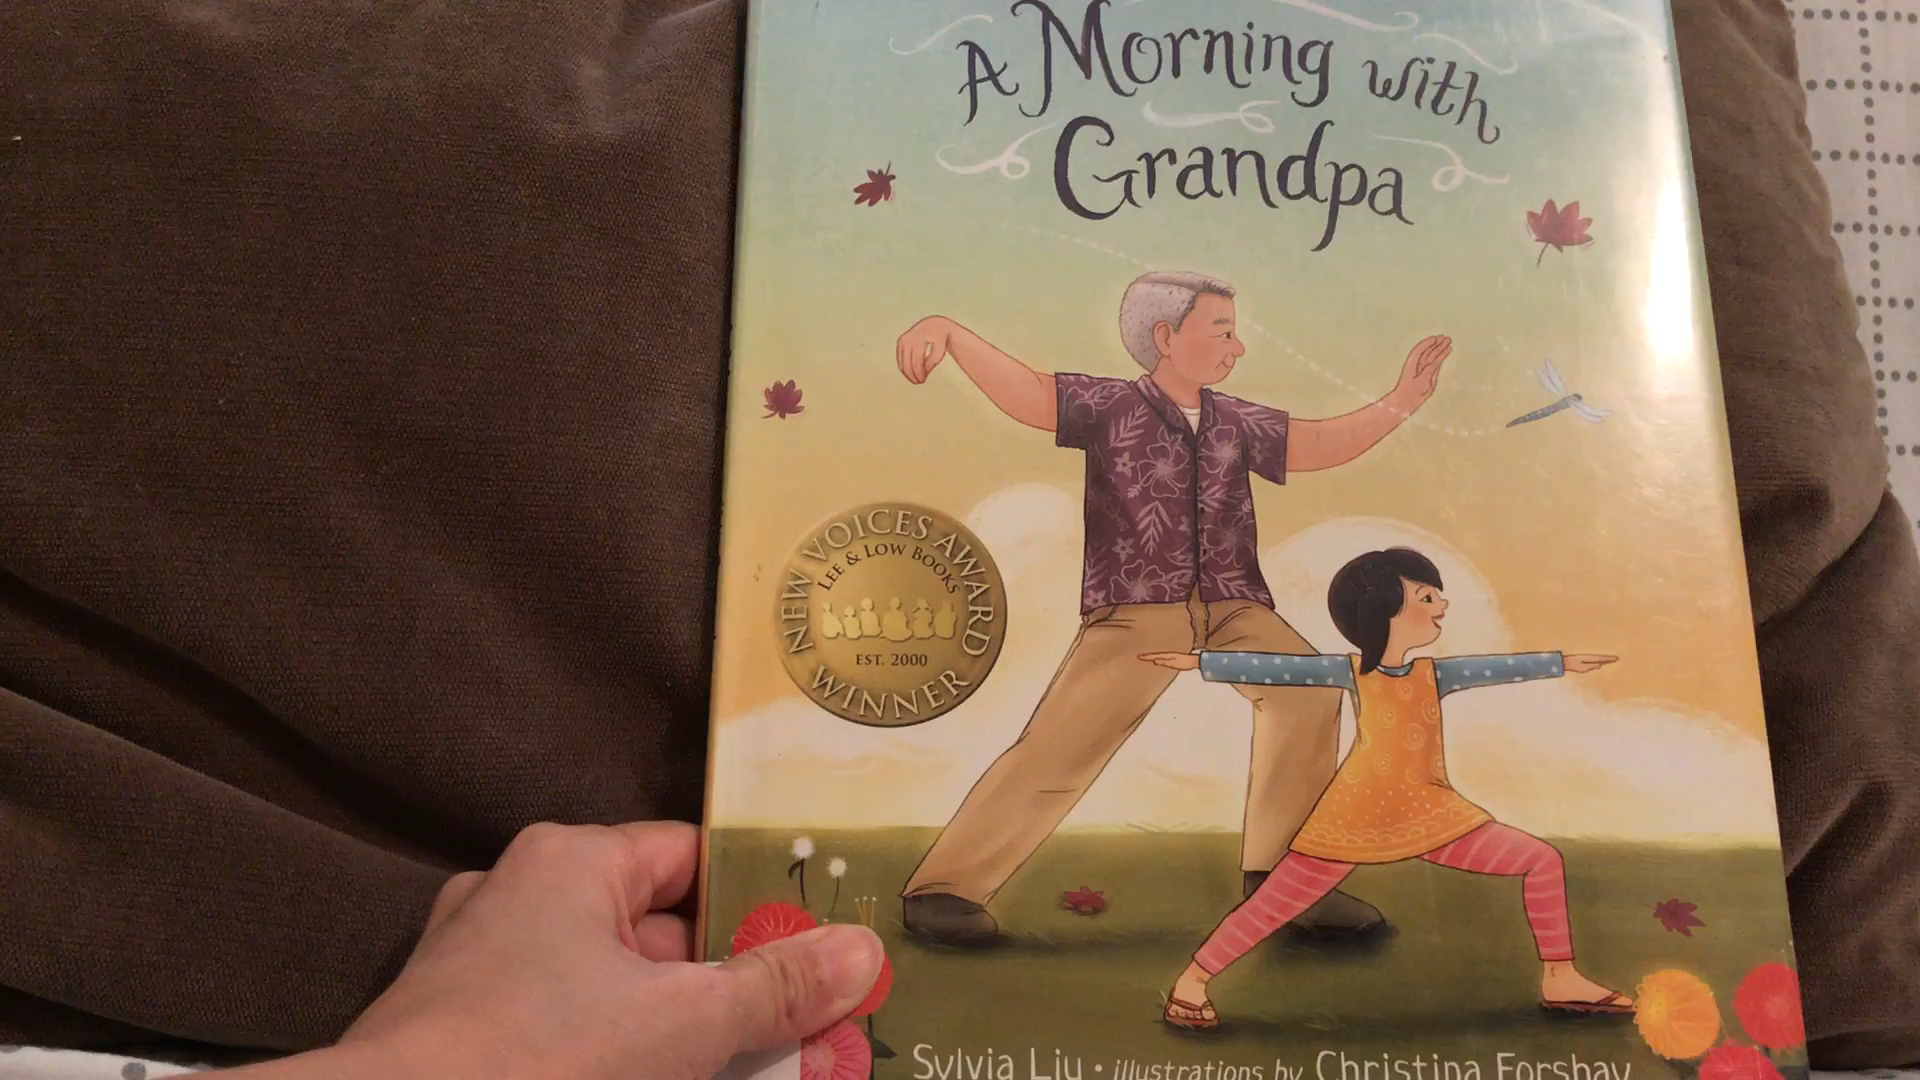 A Morning with
Grandpa
NEW VOICES AWARD
LEE & LOW BOOKS
EST. 2000
WINNER
Sylvia Liu • illustrations by Christina Forshay